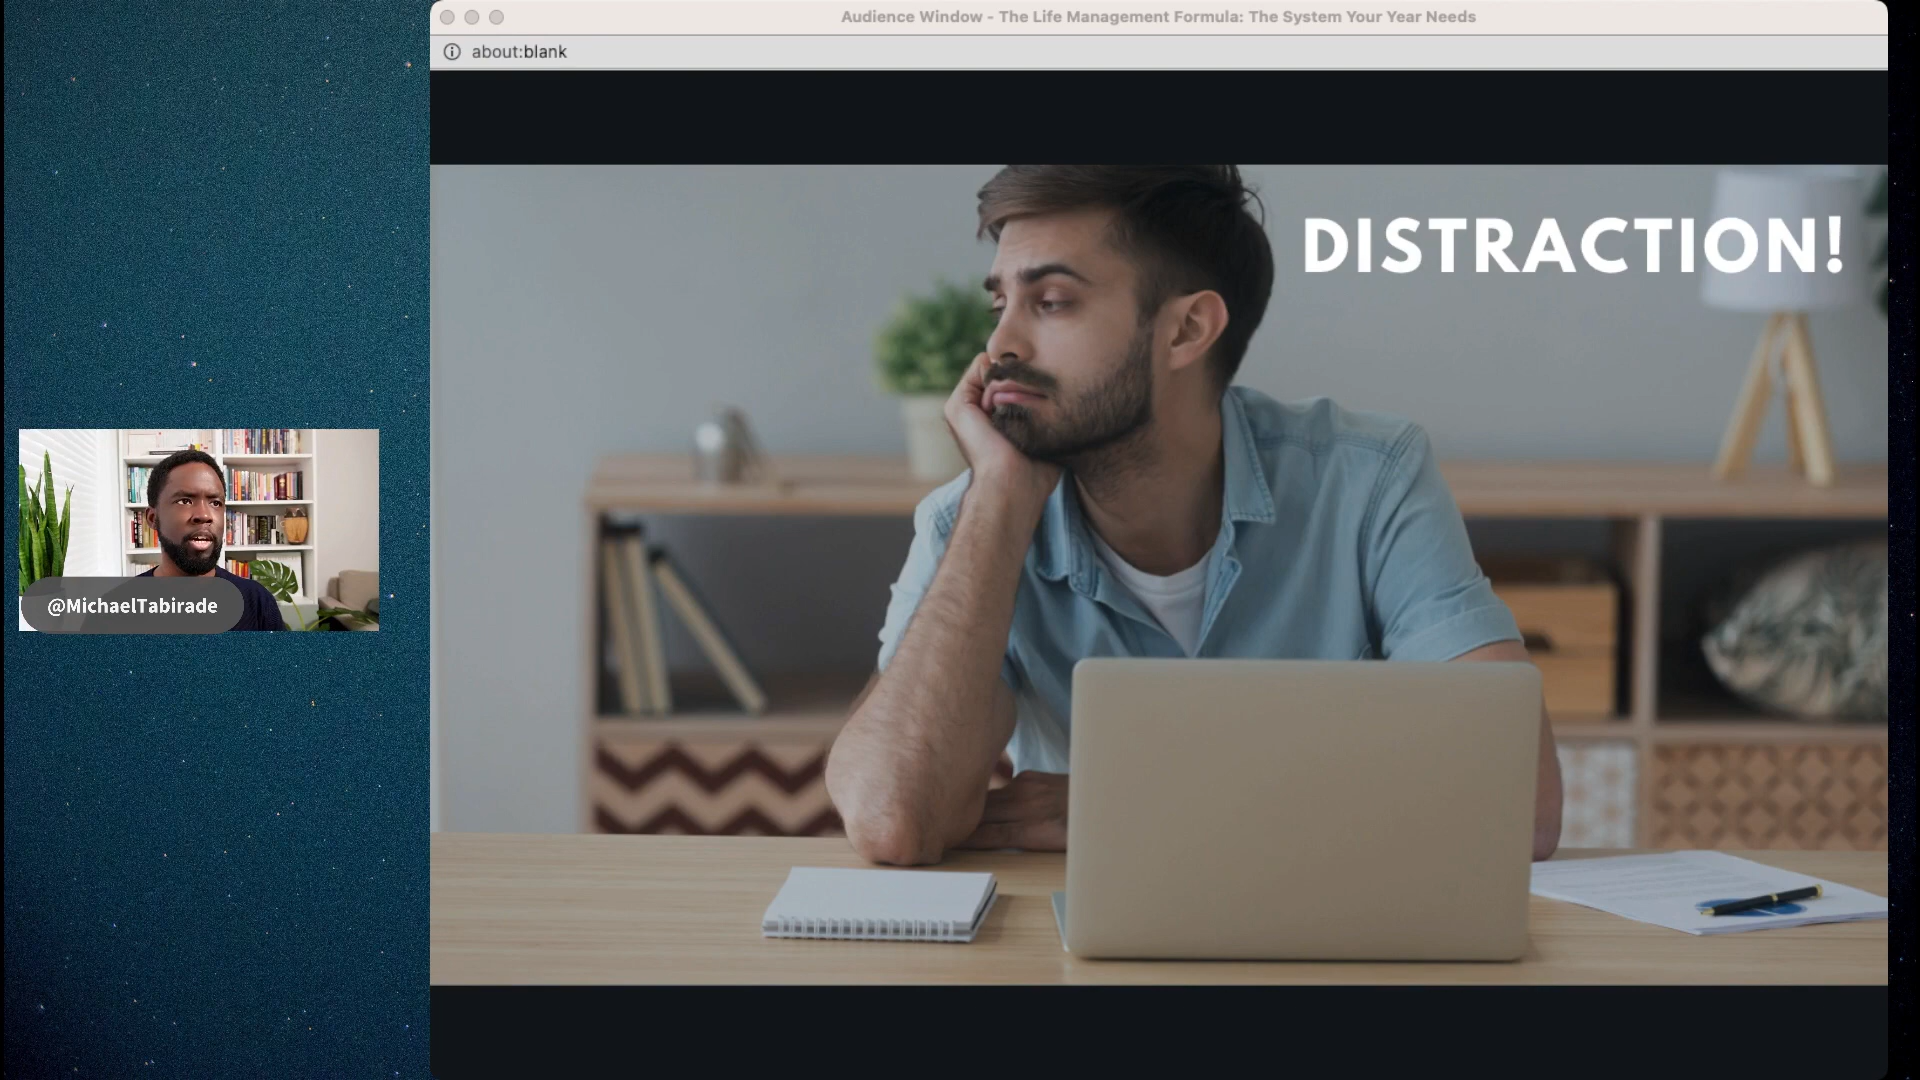 Audience Window - The Life Management Formula: The System Your Year Needs
about:blank
DISTRACTION!
@MichaelTabirade